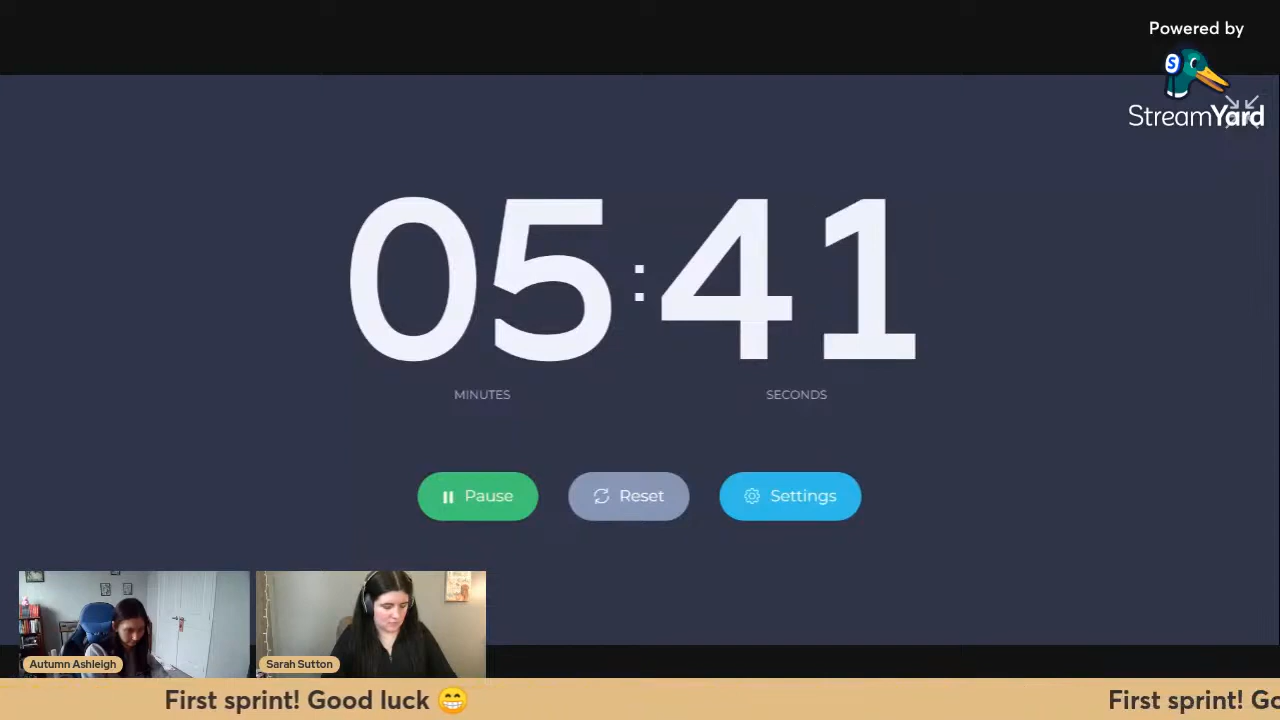 Powered by
StreamYard
05:41
MINUTES
SECONDS
Pause
Reset
Settings
Autumn Ashleigh
Sarah Sutton
First sprint! Good luck 😁
First sprint! Go